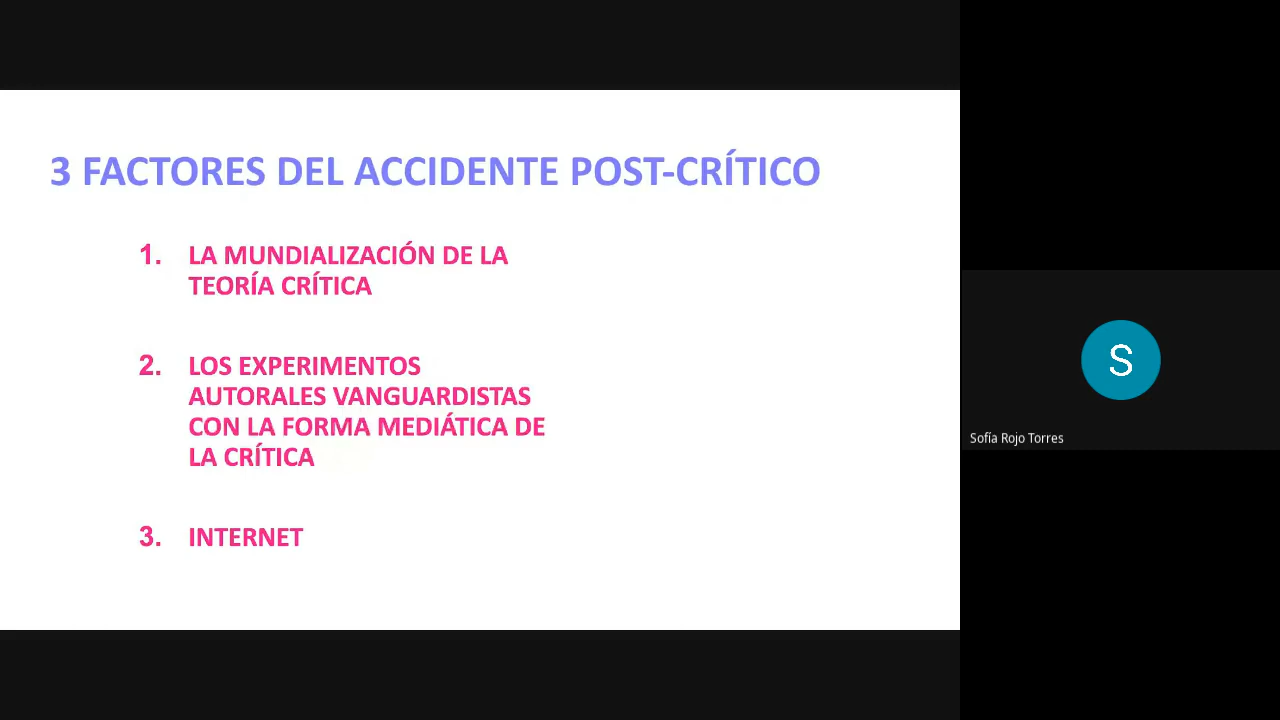 3 FACTORES DEL ACCIDENTE POST-CRÍTICO
1. LA MUNDIALIZACIÓN DE LA
TEORÍA CRÍTICA
2. LOS EXPERIMENTOS
AUTORALES VANGUARDISTAS
CON LA FORMA MEDIÁTICA DE
LA CRÍTICA
3. INTERNET
S
Sofía Rojo Torres